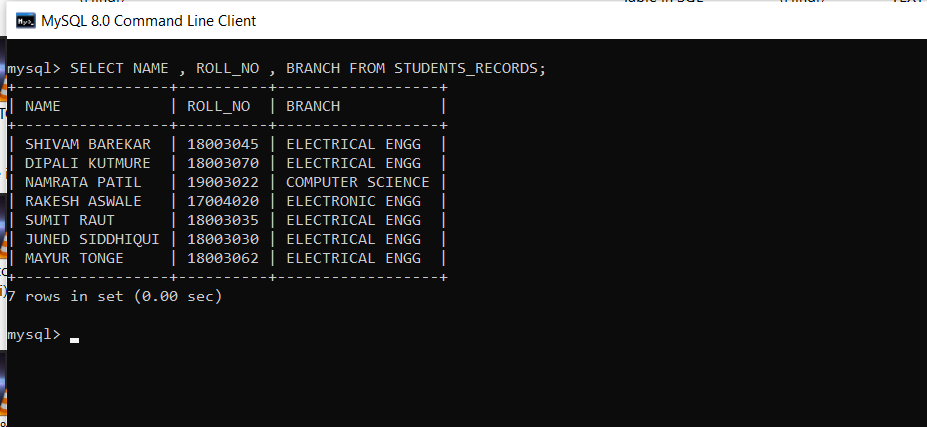 MySQL 8.0 Command Line Client
mysql> SELECT NAME , ROLL_NO , BRANCH FROM STUDENTS_RECORDS;
+-----------------+----------+------------------+
| NAME            | ROLL_NO  | BRANCH           |
+-----------------+----------+------------------+
| SHIVAM BAREKAR  | 18003045 | ELECTRICAL ENGG  |
| DIPALI KUTMURE  | 18003070 | ELECTRICAL ENGG  |
| NAMRATA PATIL   | 19003022 | COMPUTER SCIENCE |
| RAKESH ASWALE   | 17004020 | ELECTRONIC ENGG  |
| SUMIT RAUT      | 18003035 | ELECTRICAL ENGG  |
| JUNED SIDDHIQUI | 18003030 | ELECTRICAL ENGG  |
| MAYUR TONGE     | 18003062 | ELECTRICAL ENGG  |
+-----------------+----------+------------------+
7 rows in set (0.00 sec)
mysql>